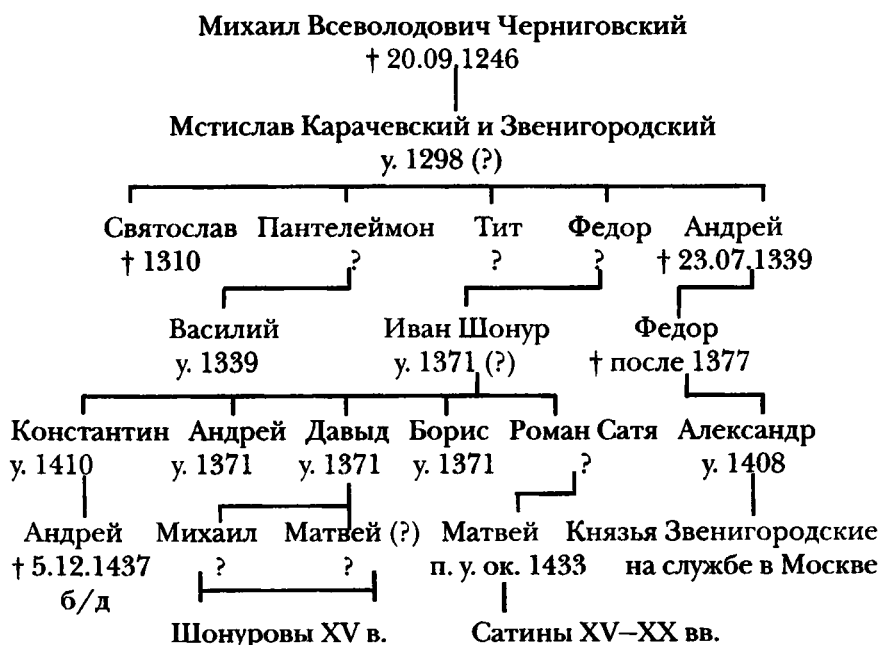 Михаил Всеволодович Черниговский
† 20.09.1246
Мстислав Карачевский и Звенигородский
у. 1298 (?)
Святослав Пантелеймон Тит Федор Андрей
† 1310 ? ? ? † 23.07.1339
Василий Иван Шонур Федор
у. 1339 у. 1371 (?) † после 1377
Константин Андрей Давыд Борис Роман Сатя Александр
у. 1410 у. 1371 у. 1371 у. 1371 ? у. 1408
Андрей Михаил Матвей (?) Матвей Князья Звенигородские
† 5.12.1437 ? ? п. у. ок. 1433 на службе в Москве
б/д
Шонуровы XV в. Сатины XV–XX вв.